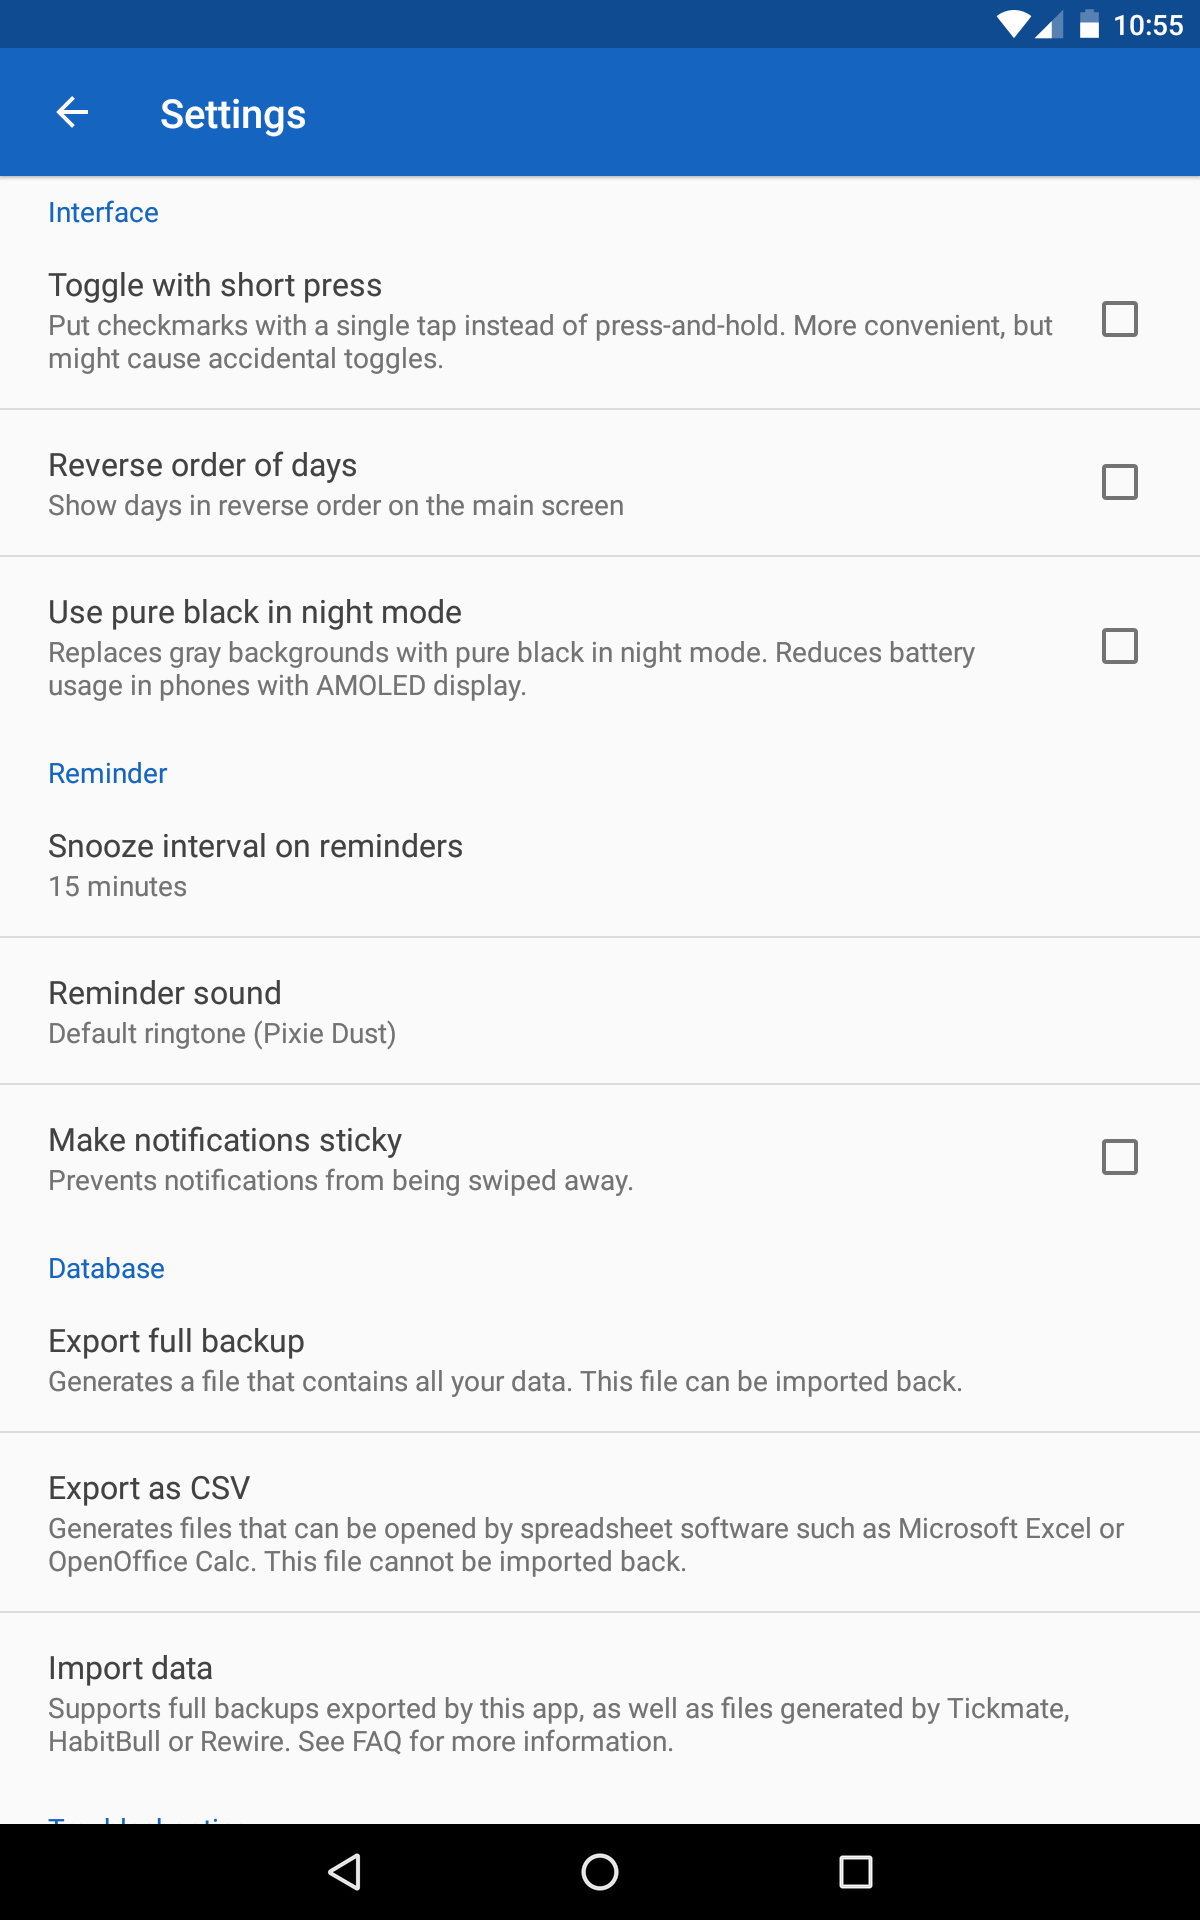 10:55
Settings
Interface
Toggle with short press
Put checkmarks with a single tap instead of press-and-hold. More convenient, but
might cause accidental toggles.
Reverse order of days
Show days in reverse order on the main screen
Use pure black in night mode
Replaces gray backgrounds with pure black in night mode. Reduces battery
usage in phones with AMOLED display.
Reminder
Snooze interval on reminders
15 minutes
Reminder sound
Default ringtone (Pixie Dust)
Make notifications sticky
Prevents notifications from being swiped away.
Database
Export full backup
Generates a file that contains all your data. This file can be imported back.
Export as CSV
Generates files that can be opened by spreadsheet software such as Microsoft Excel or
OpenOffice Calc. This file cannot be imported back.
Import data
Supports full backups exported by this app, as well as files generated by Tickmate,
HabitBull or Rewire. See FAQ for more information.